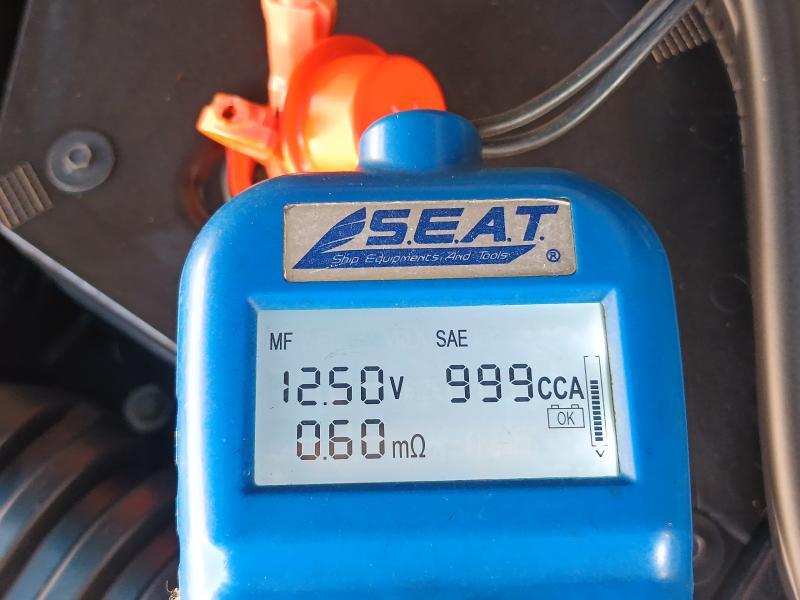 S.E.A.T.
Ship Equipments And Tools ®
MF SAE
12.50V 999CCA
OK
0.60mΩ